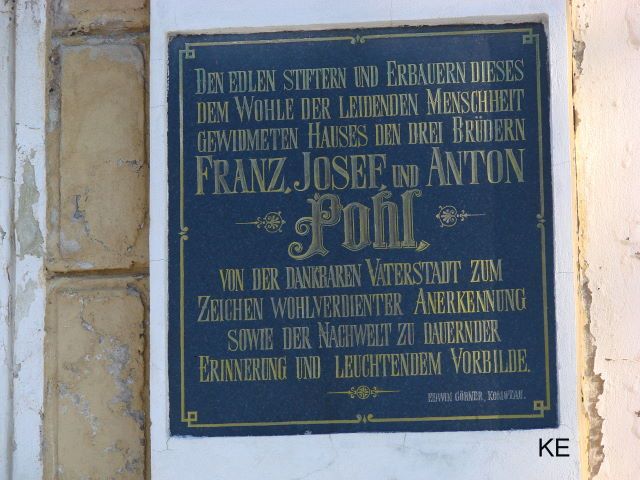 Den edlen stiftern und Erbauern dieses
dem Wohle der leidenden Menschheit
gewidmeten Hauses den drei Brüdern
Franz, Josef, und Anton
Pohl,
von der dankbaren Vaterstadt zum
Zeichen wohlverdienter Anerkennung
sowie der Nachwelt zu dauernder
Erinnerung und leuchtendem Vorbilde.
Edwin Görner, Komotau.
KE